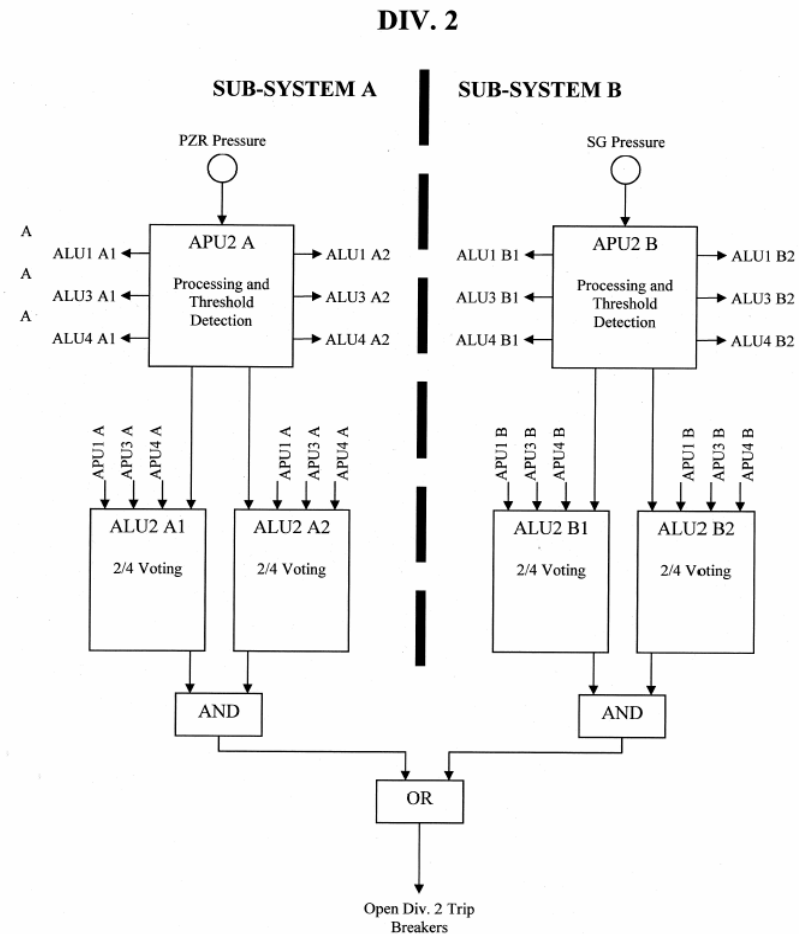 DIV. 2
SUB-SYSTEM A
SUB-SYSTEM B
PZR Pressure
SG Pressure
A
APU2 A
APU2 B
ALU1 A1
ALU1 A2
ALU1 B1
ALU1 B2
A
Processing and
Threshold
Detection
Processing and
Threshold
Detection
ALU3 A1
ALU3 A2
ALU3 B1
ALU3 B2
A
ALU4 A1
ALU4 A2
ALU4 B1
ALU4 B2
APU1 A
APU3 A
APU4 A
APU1 A
APU3 A
APU4 A
APU1 B
APU3 B
APU4 B
APU1 B
APU3 B
APU4 B
ALU2 A1
2/4 Voting
ALU2 A2
2/4 Voting
ALU2 B1
2/4 Voting
ALU2 B2
2/4 Voting
AND
AND
OR
Open Div. 2 Trip
Breakers